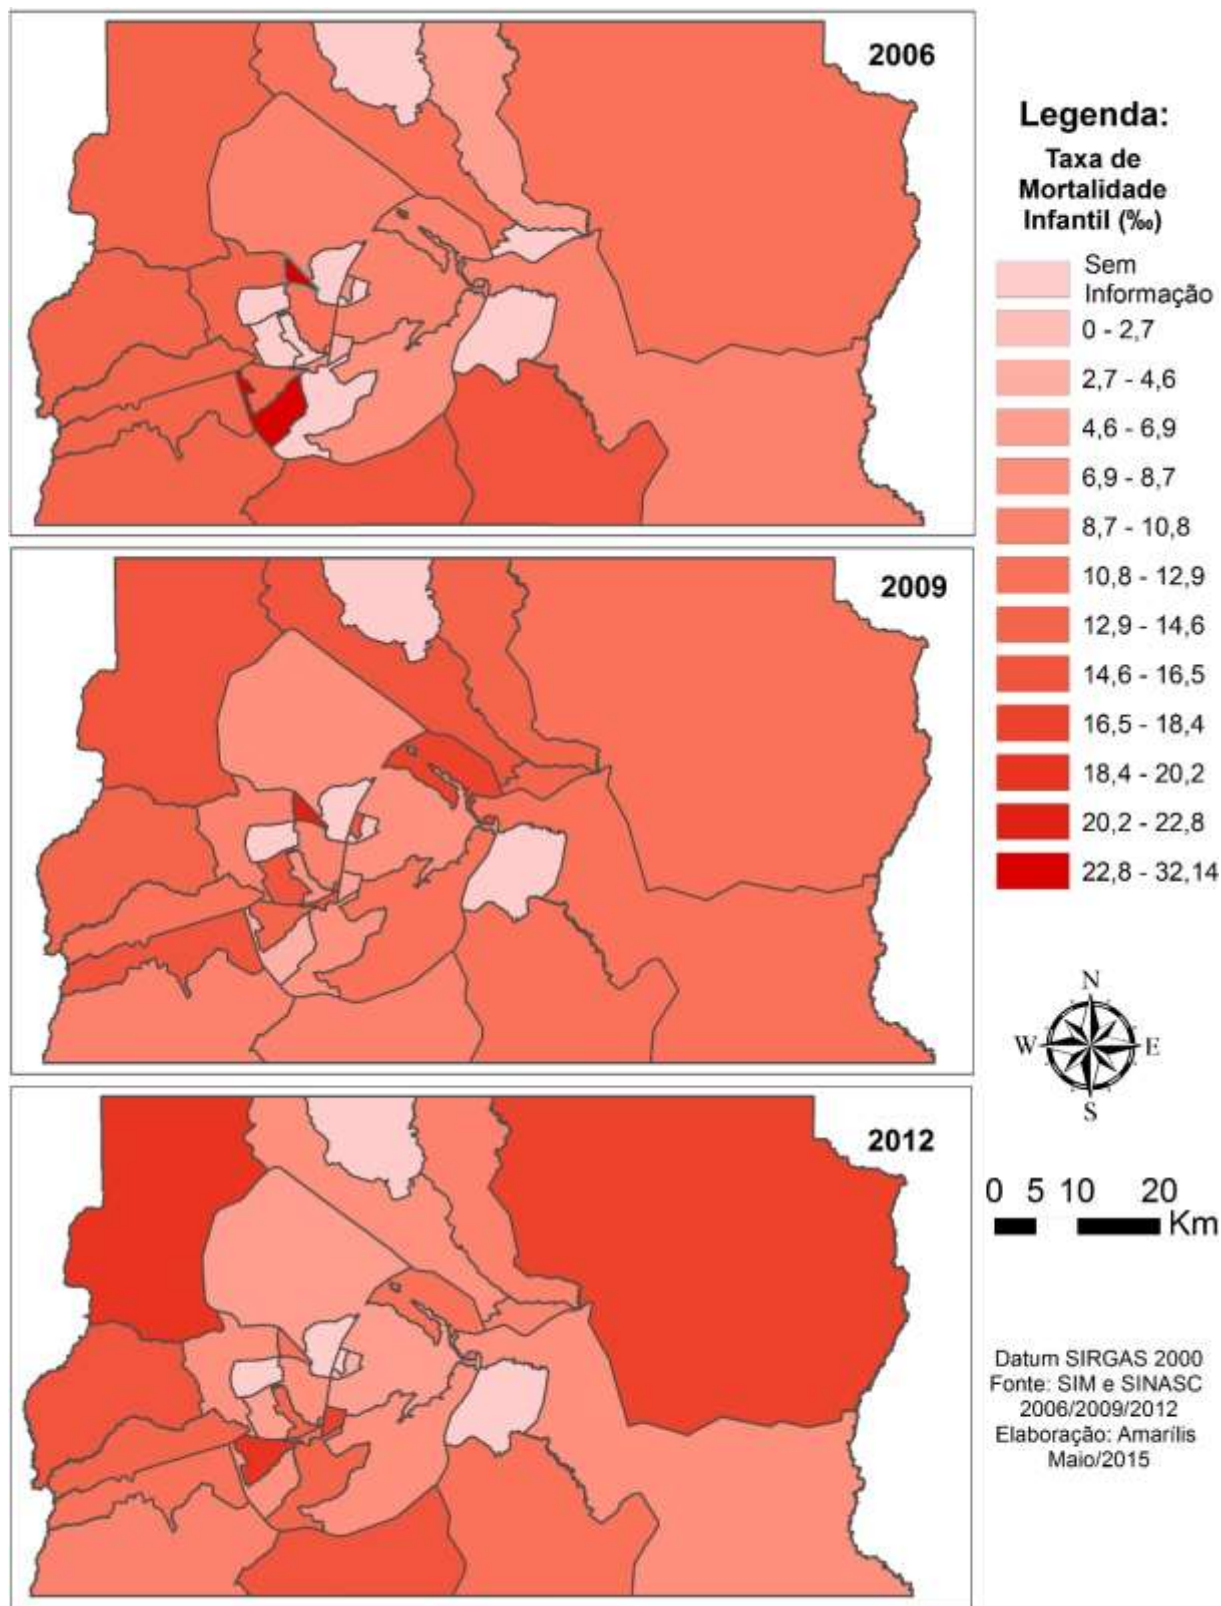 2006
Legenda:
Taxa de
Mortalidade
Infantil (‰)
Sem
Informação
0 - 2,7
2,7 - 4,6
4,6 - 6,9
6,9 - 8,7
8,7 - 10,8
10,8 - 12,9
12,9 - 14,6
14,6 - 16,5
16,5 - 18,4
18,4 - 20,2
20,2 - 22,8
22,8 - 32,14
2009
N
W E
S
2012
0 5 10 20
Km
Datum SIRGAS 2000
Fonte: SIM e SINASC
2006/2009/2012
Elaboração: Amarílis
Maio/2015